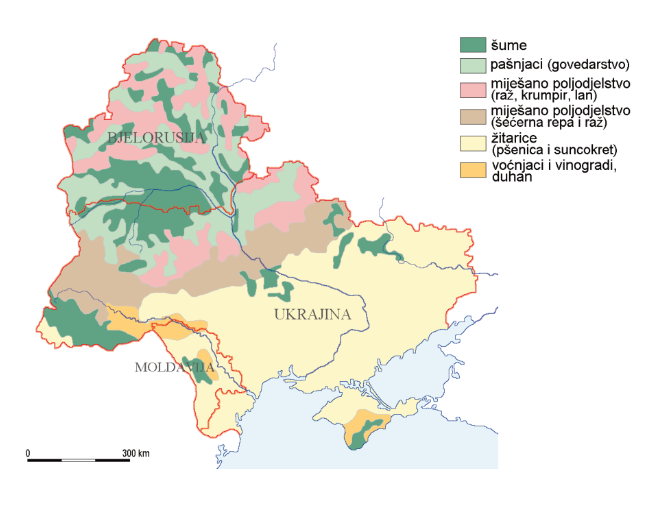 šume
pašnjaci (govedarstvo)
miješano poljodjelstvo
(raž, krumpir, lan)
miješano poljodjelstvo
(šećerna repa i raž)
žitarice
(pšenica i suncokret)
voćnjaci i vinogradi,
duhan
BJELORUSIJA
UKRAJINA
MOLDAVIJA
0 300 km